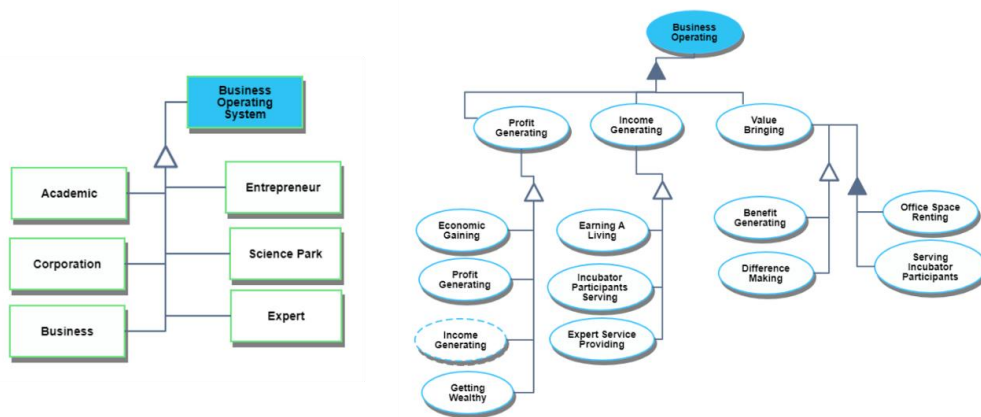 Business
Operating
System
Academic
Entrepreneur
Corporation
Science Park
Business
Expert
Business
Operating
Profit
Generating
Income
Generating
Value
Bringing
Economic
Gaining
Profit
Generating
Income
Generating
Getting
Wealthy
Earning A
Living
Incubator
Participants
Serving
Expert Service
Providing
Benefit
Generating
Difference
Making
Office Space
Renting
Serving
Incubator
Participants